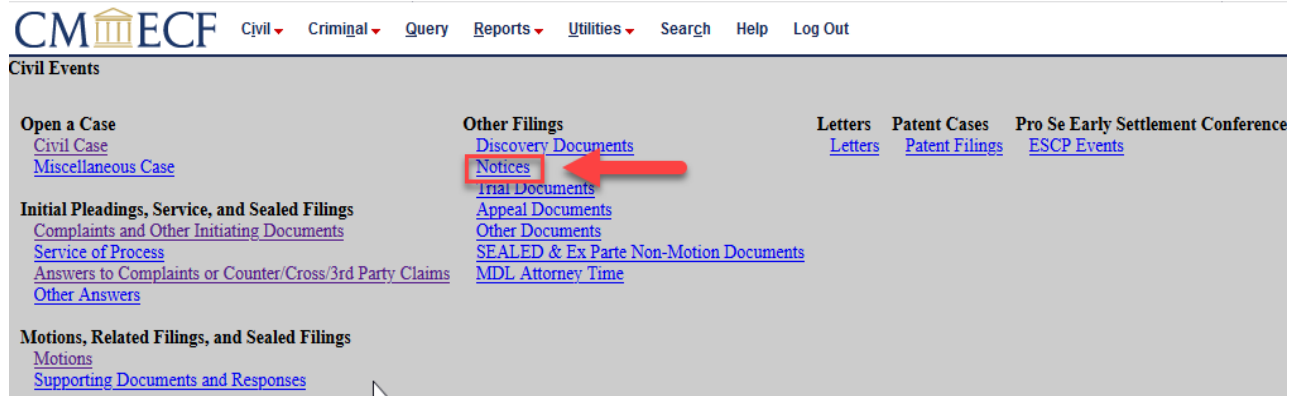 CM ECF Civil Criminal Query Reports Utilities Search Help Log Out
Civil Events
Open a Case
Civil Case
Miscellaneous Case
Initial Pleadings, Service, and Sealed Filings
Complaints and Other Initiating Documents
Service of Process
Answers to Complaints or Counter/Cross/3rd Party Claims
Other Answers
Motions, Related Filings, and Sealed Filings
Motions
Supporting Documents and Responses
Other Filings
Discovery Documents
Notices
Trial Documents
Appeal Documents
Other Documents
SEALED & Ex Parte Non-Motion Documents
MDL Attorney Time
Letters
Letters
Patent Cases
Patent Filings
Pro Se Early Settlement Conference
ESCP Events